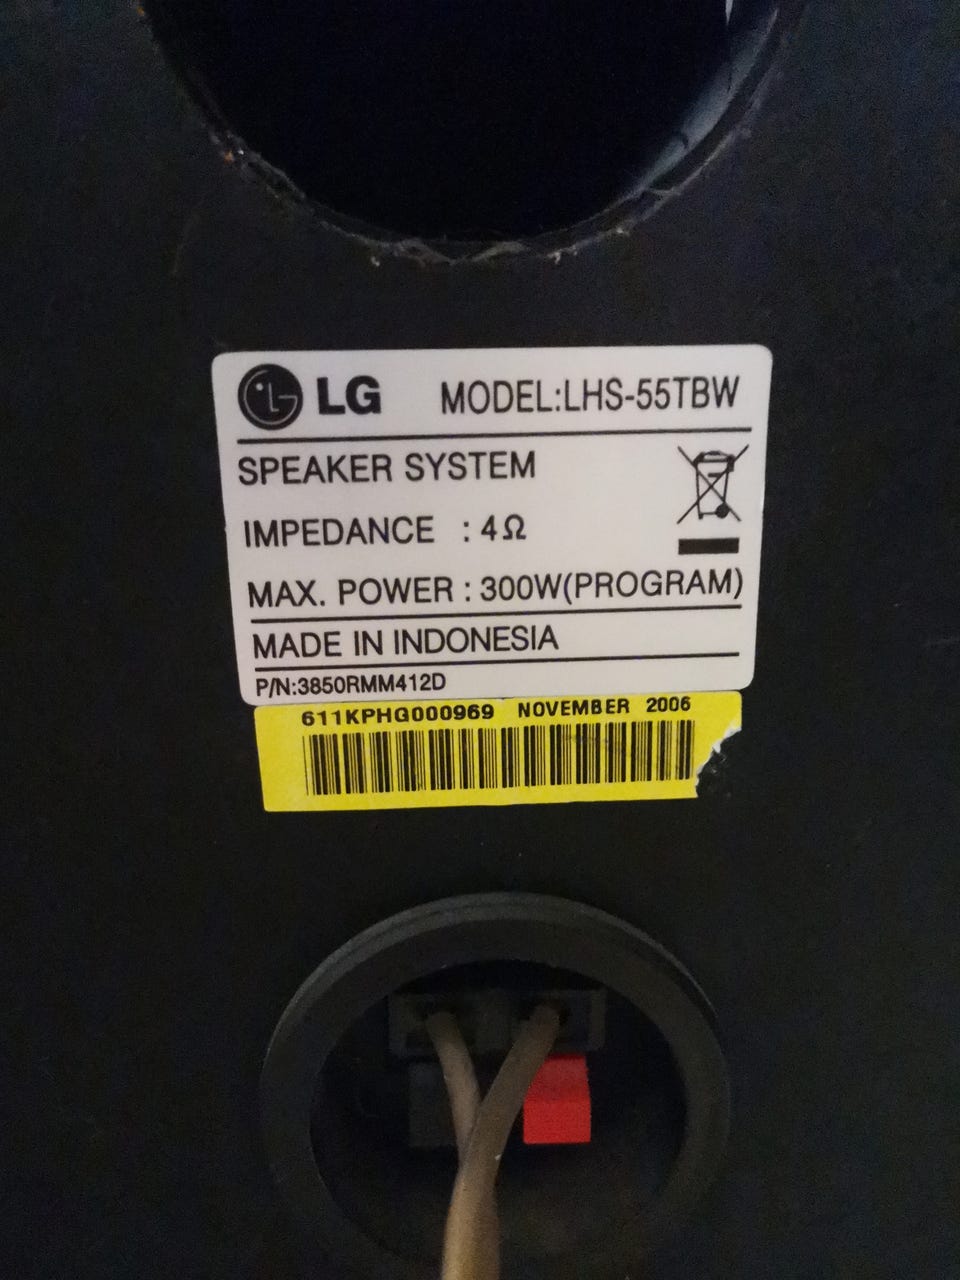 LG MODEL:LHS-55TBW
SPEAKER SYSTEM
IMPEDANCE : 4Ω
MAX. POWER : 300W(PROGRAM)
MADE IN INDONESIA
P/N:3850RMM412D
611KPHG000969 NOVEMBER 2006